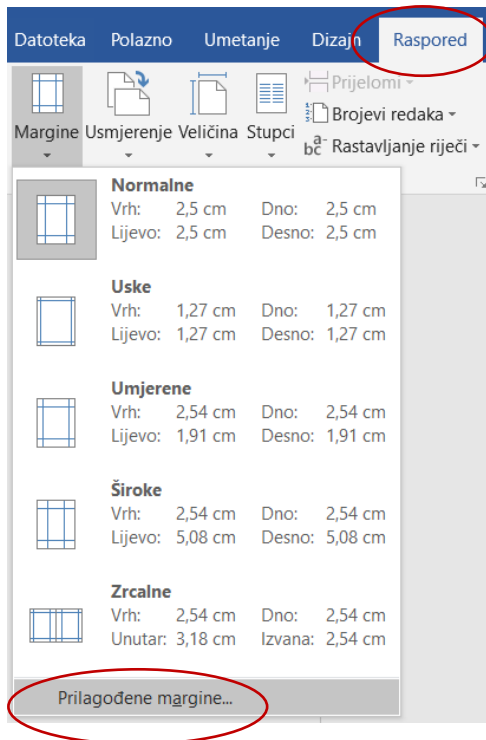 Datoteka Polazno Umetanje Dizajn Raspored
Prijelomi
Brojevi redaka
Margine Usmjerenje Veličina Stupci
Rastavljanje riječi
Normalne
Vrh: 2,5 cm Dno: 2,5 cm
Lijevo: 2,5 cm Desno: 2,5 cm
Uske
Vrh: 1,27 cm Dno: 1,27 cm
Lijevo: 1,27 cm Desno: 1,27 cm
Umjerene
Vrh: 2,54 cm Dno: 2,54 cm
Lijevo: 1,91 cm Desno: 1,91 cm
Široke
Vrh: 2,54 cm Dno: 2,54 cm
Lijevo: 5,08 cm Desno: 5,08 cm
Zrcalne
Vrh: 2,54 cm Dno: 2,54 cm
Unutar: 3,18 cm Izvana: 2,54 cm
Prilagođene margine...